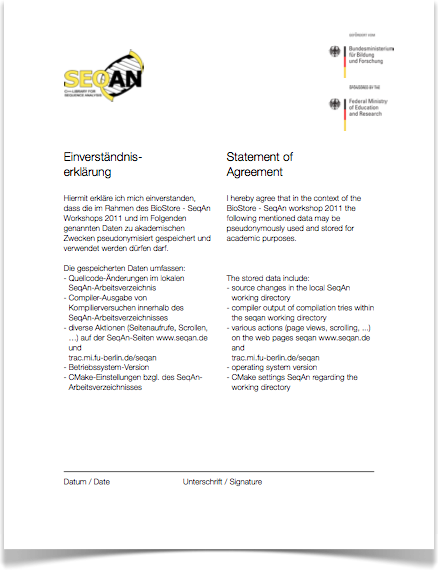 SEQAN
C++ LIBRARY FOR
SEQUENCE ANALYSIS
GEFÖRDERT VOM
Bundesministerium
für Bildung
und Forschung
SPONSORED BY THE
Federal Ministry
of Education
and Research
Einverständnis-
erklärung
Hiermit erkläre ich mich einverstanden,
dass die im Rahmen des BioStore - SeqAn
Workshops 2011 und im Folgenden
genannten Daten zu akademischen
Zwecken pseudonymisiert gespeichert und
verwendet werden dürfen darf.
Die gespeicherten Daten umfassen:
- Quellcode-Änderungen im lokalen
SeqAn-Arbeitsverzeichnis
- Compiler-Ausgabe von
Kompilierversuchen innerhalb des
SeqAn-Arbeitsverzeichnisses
- diverse Aktionen (Seitenaufrufe, Scrollen,
…) auf der SeqAn-Seiten www.seqan.de
und
trac.mi.fu-berlin.de/seqan
- Betriebssystem-Version
- CMake-Einstellungen bzgl. des SeqAn-
Arbeitsverzeichnisses
Statement of
Agreement
I hereby agree that in the context of the
BioStore - SeqAn workshop 2011 the
following mentioned data may be
pseudonymously used and stored for
academic purposes.
The stored data include:
- source changes in the local SeqAn
working directory
- compiler output of compilation tries within
the seqan working directory
- various actions (page views, scrolling, ...)
on the web pages seqan www.seqan.de
and
trac.mi.fu-berlin.de/seqan
- operating system version
- CMake settings SeqAn regarding the
working directory
Datum / Date
Unterschrift / Signature